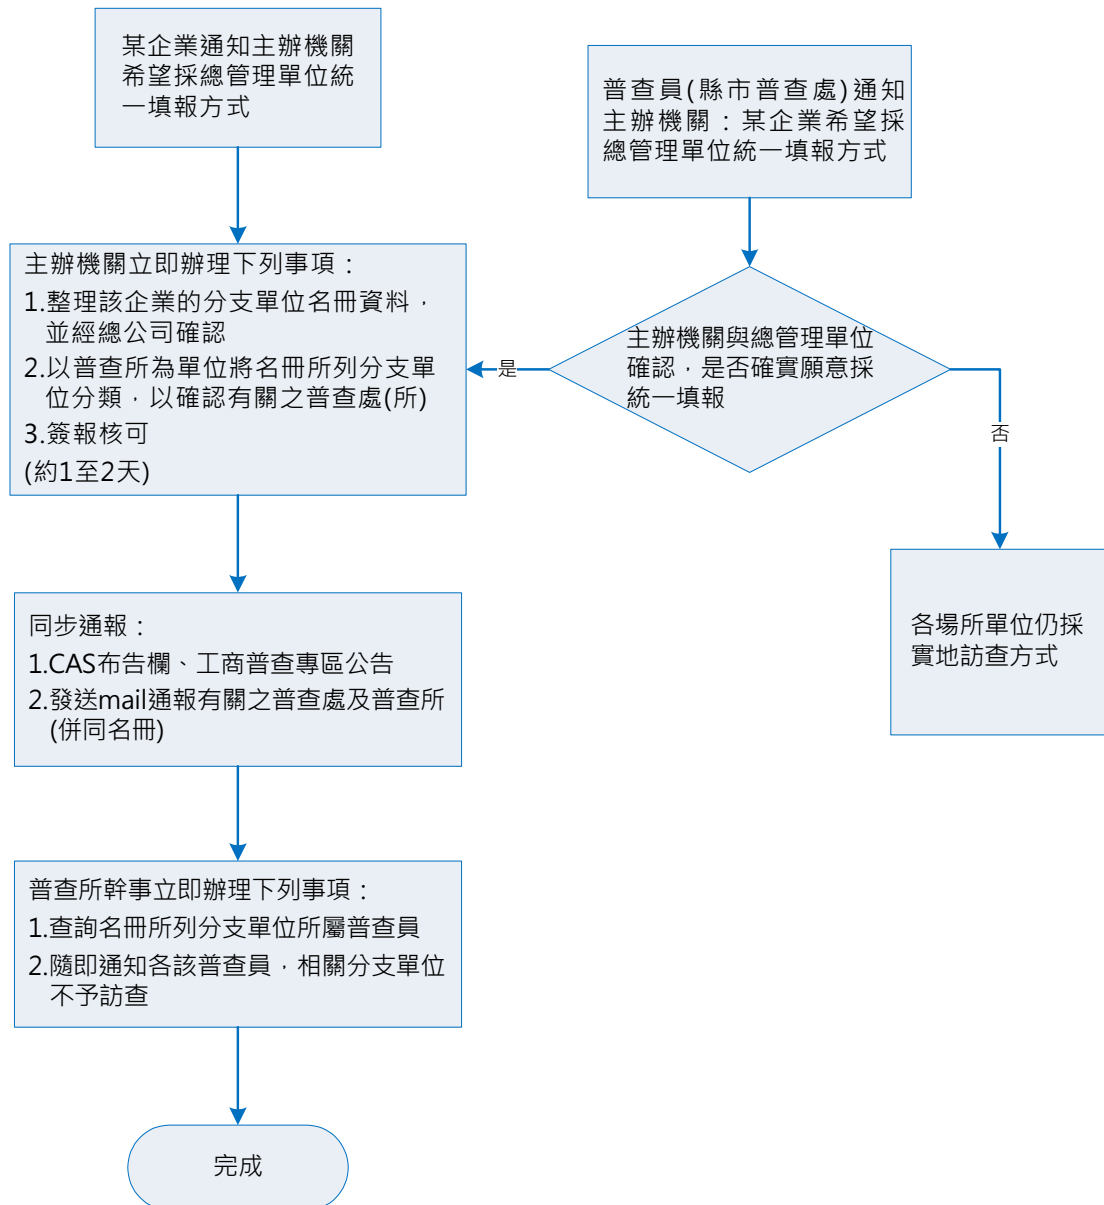 某企業通知主辦機關
希望採總管理單位統
一填報方式
普查員(縣市普查處)通知
主辦機關：某企業希望採
總管理單位統一填報方式
主辦機關立即辦理下列事項：
1.整理該企業的分支單位名冊資料，
並經總公司確認
2.以普查所為單位將名冊所列分支單
位分類，以確認有關之普查處(所)
3.簽報核可
(約1至2天)
主辦機關與總管理單位
確認，是否確實願意採
統一填報
是
否
各場所單位仍採
實地訪查方式
同步通報：
1.CAS布告欄、工商普查專區公告
2.發送mail通報有關之普查處及普查所
(併同名冊)
普查所幹事立即辦理下列事項：
1.查詢名冊所列分支單位所屬普查員
2.隨即通知各該普查員，相關分支單位
不予訪查
完成